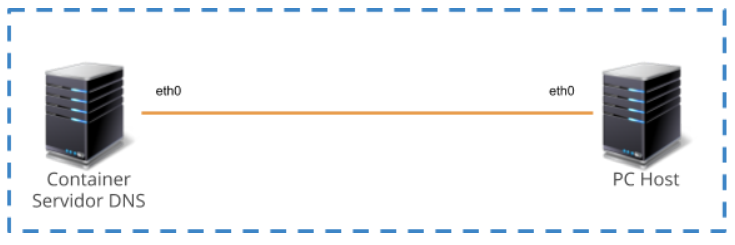 eth0
eth0
Container
Servidor DNS
PC Host